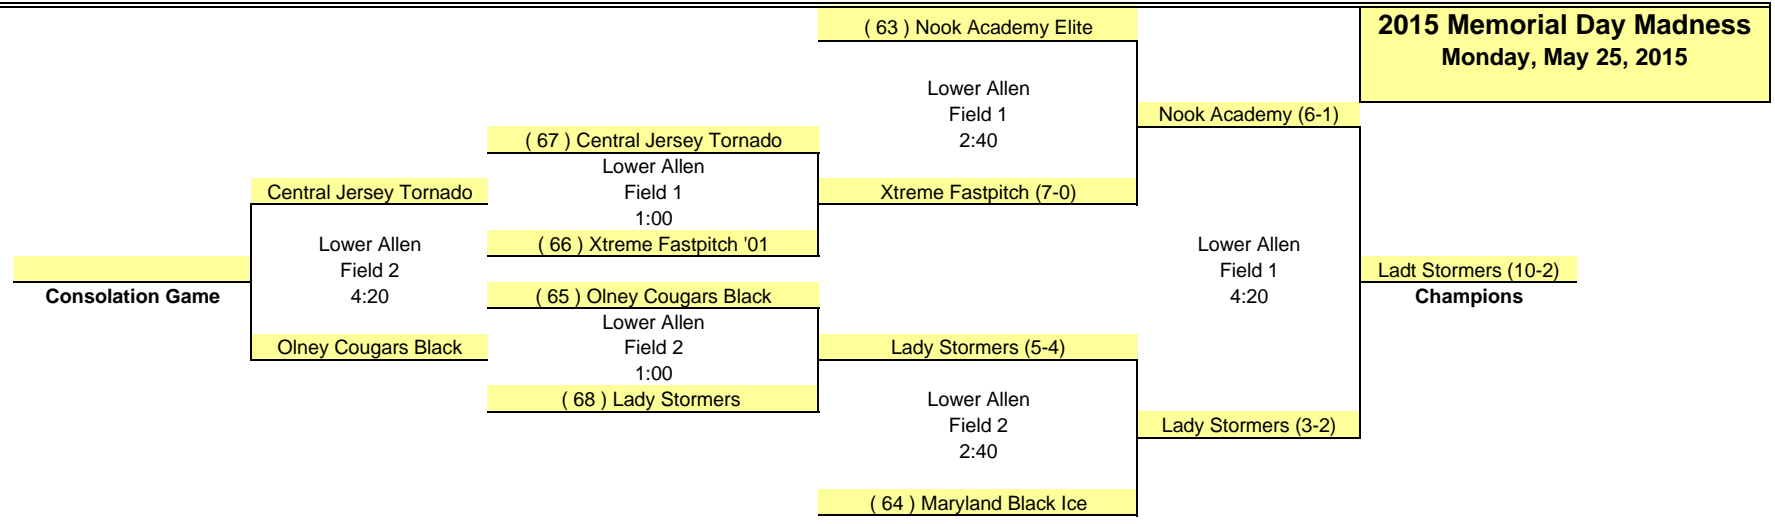 ( 63 ) Nook Academy Elite
2015 Memorial Day Madness
Monday, May 25, 2015
Lower Allen
Field 1
2:40
Nook Academy (6-1)
( 67 ) Central Jersey Tornado
Lower Allen
Field 1
1:00
Central Jersey Tornado
Xtreme Fastpitch (7-0)
( 66 ) Xtreme Fastpitch '01
Lower Allen
Field 2
4:20
Consolation Game
Lower Allen
Field 1
4:20
Ladt Stormers (10-2)
Champions
( 65 ) Olney Cougars Black
Lower Allen
Field 2
1:00
Olney Cougars Black
Lady Stormers (5-4)
( 68 ) Lady Stormers
Lower Allen
Field 2
2:40
Lady Stormers (3-2)
( 64 ) Maryland Black Ice